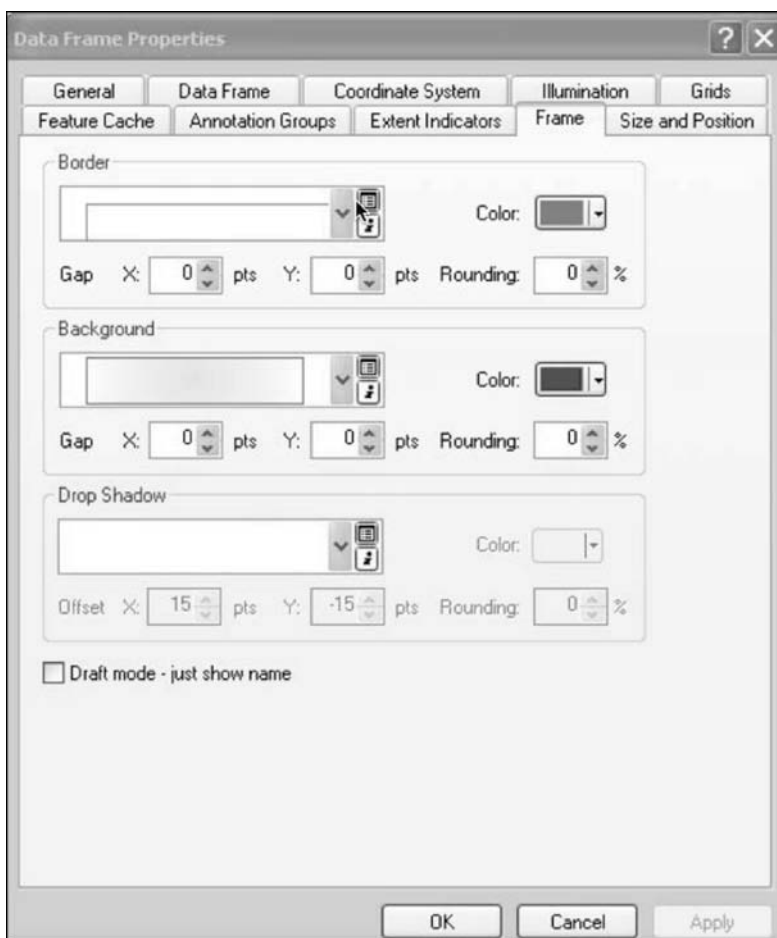 Data Frame Properties
General Data Frame Coordinate System Illumination Grids
Feature Cache Annotation Groups Extent Indicators Frame Size and Position
Border
Color:
Gap X: 0 pts Y: 0 pts Rounding: 0 %
Background
Color:
Gap X: 0 pts Y: 0 pts Rounding: 0 %
Drop Shadow
Color:
Offset X: 15 pts Y: -15 pts Rounding: 0 %
Draft mode - just show name
OK Cancel Apply